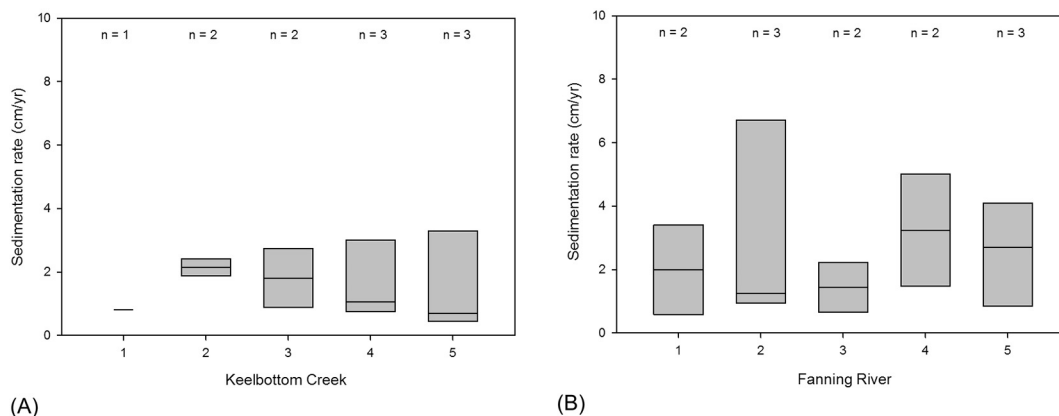 10
8
6
4
2
0
Sedimentation rate (cm/yr)
n = 1 n = 2 n = 2 n = 3 n = 3
1 2 3 4 5
Keelbottom Creek
(A)
10
8
6
4
2
0
Sedimentation rate (cm/yr)
n = 2 n = 3 n = 2 n = 2 n = 3
1 2 3 4 5
Fanning River
(B)